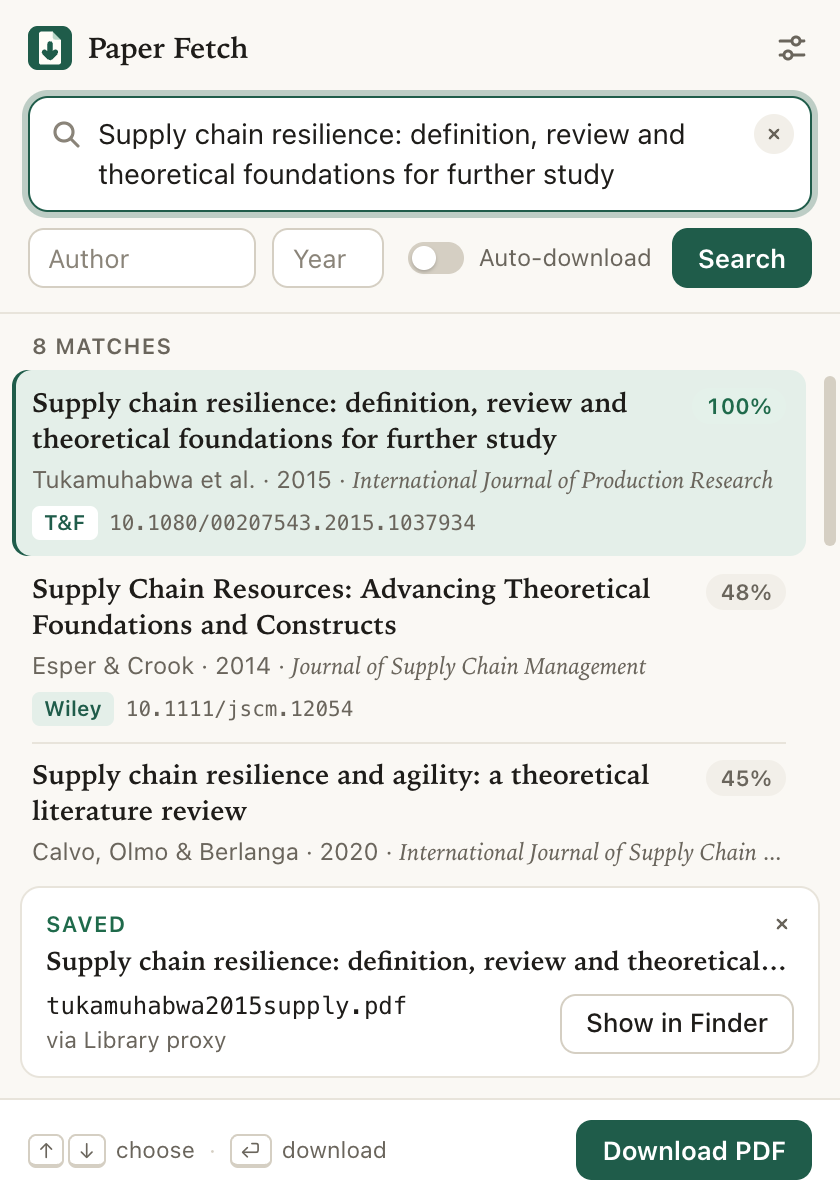 Paper Fetch
Supply chain resilience: definition, review and
theoretical foundations for further study
Author
Year
Auto-download
Search
8 MATCHES
Supply chain resilience: definition, review and
theoretical foundations for further study
100%
Tukamuhabwa et al. · 2015 · International Journal of Production Research
T&F 10.1080/00207543.2015.1037934
Supply Chain Resources: Advancing Theoretical
Foundations and Constructs
48%
Esper & Crook · 2014 · Journal of Supply Chain Management
Wiley 10.1111/jscm.12054
Supply chain resilience and agility: a theoretical
literature review
45%
Calvo, Olmo & Berlanga · 2020 · International Journal of Supply Chain ...
SAVED
Supply chain resilience: definition, review and theoretical...
tukamuhabwa2015supply.pdf
via Library proxy
Show in Finder
↑ ↓ choose · ↵ download
Download PDF